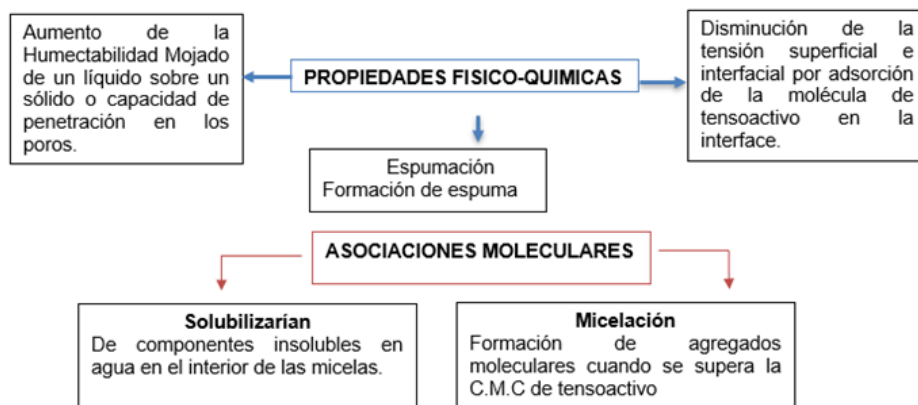 Aumento de la
Humectabilidad Mojado
de un líquido sobre un
sólido o capacidad de
penetración en los
poros.
PROPIEDADES FISICO-QUIMICAS
Disminución de la
tensión superficial e
interfacial por adsorción
de la molécula de
tensoactivo en la
interface.
Espumación
Formación de espuma
ASOCIACIONES MOLECULARES
Solubilizarían
De componentes insolubles en
agua en el interior de las micelas.
Micelación
Formación de agregados
moleculares cuando se supera la
C.M.C de tensoactivo